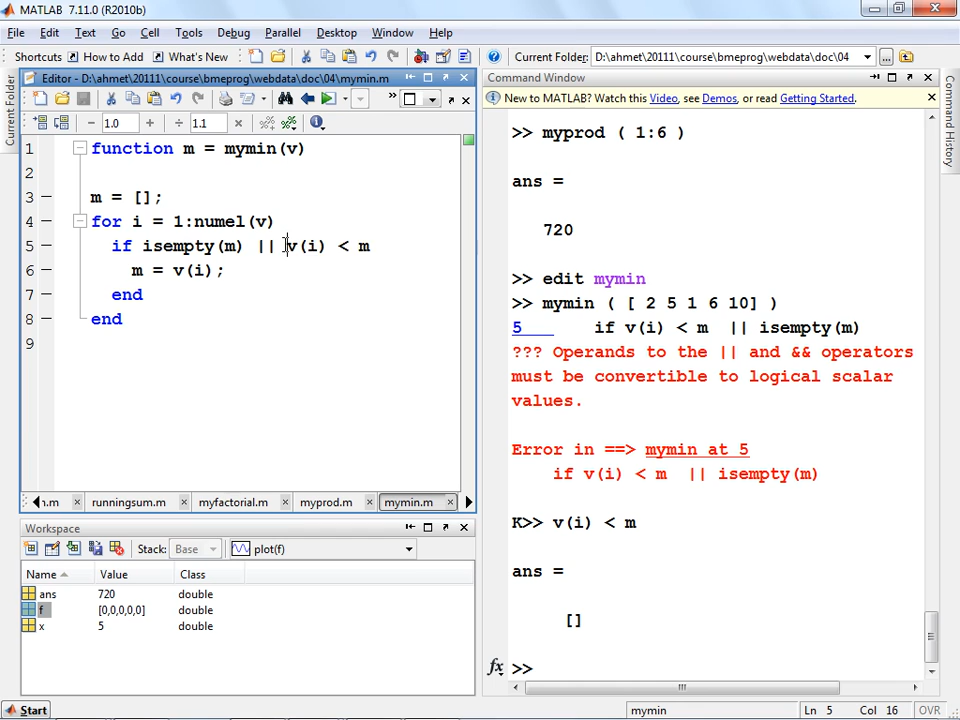 MATLAB 7.11.0 (R2010b)
File Edit Text Go Cell Tools Debug Parallel Desktop Window Help
Shortcuts How to Add What's New
Current Folder: D:\ahmet\20111\course\bmeprog\webdata\doc\04 ...
Current Folder
Editor - D:\ahmet\20111\course\bmeprog\webdata\doc\04\mymin.m
»
− 1.0 + ÷ 1.1 ×
1 function m = mymin(v)
2
3 – m = [];
4 – for i = 1:numel(v)
5 – if isempty(m) || v(i) < m
6 – m = v(i);
7 – end
8 – end
9
n.m runningsum.m myfactorial.m myprod.m mymin.m
Workspace
Stack: Base plot(f)
Name Value Class
ans 720 double
f [0,0,0,0,0] double
x 5 double
Command Window
New to MATLAB? Watch this Video, see Demos, or read Getting Started.
>> myprod ( 1:6 )
ans =
720
>> edit mymin
>> mymin ( [ 2 5 1 6 10] )
5 if v(i) < m || isempty(m)
??? Operands to the || and && operators
must be convertible to logical scalar
values.
Error in ==> mymin at 5
if v(i) < m || isempty(m)
K>> v(i) < m
ans =
[]
fx >>
Command History
Start
mymin Ln 5 Col 16 OVR